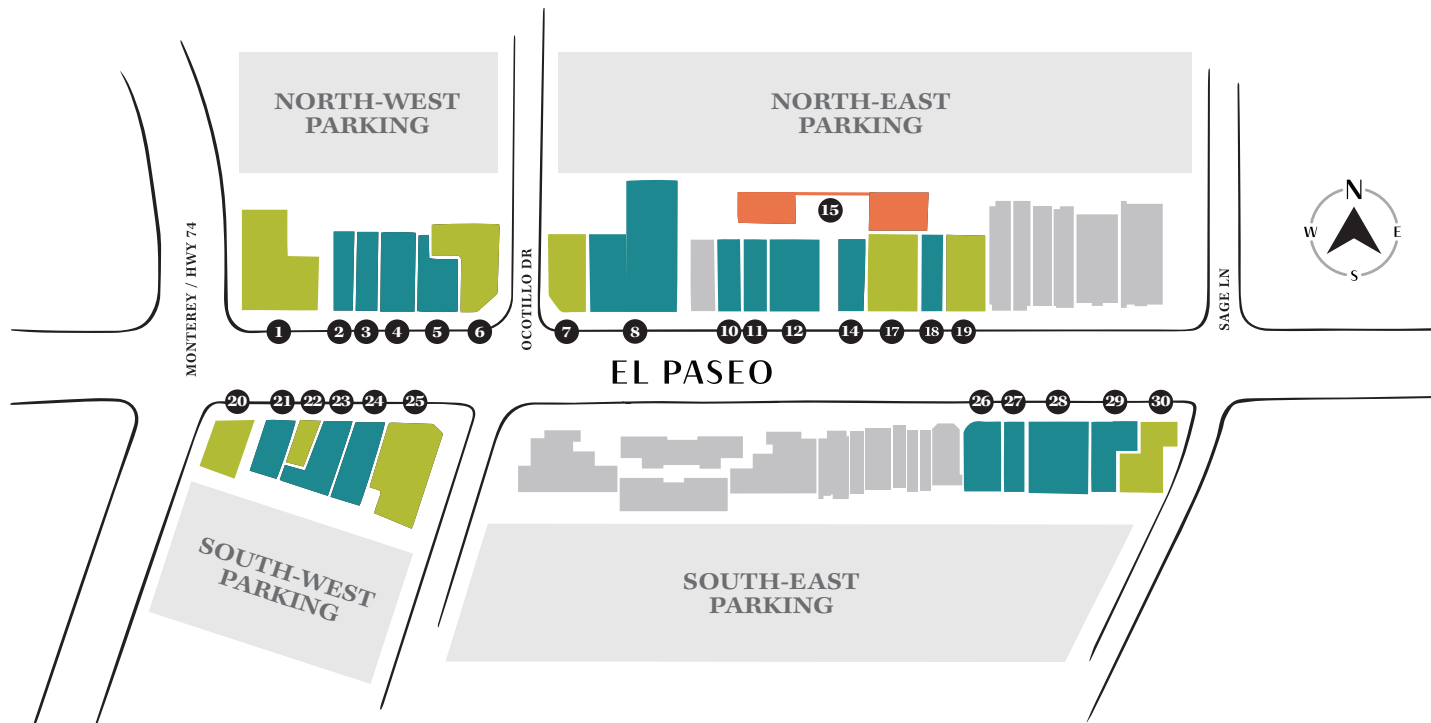 NORTH-WEST
PARKING
NORTH-EAST
PARKING
MONTEREY / HWY 74
OCOTILLO DR
SAGE LN
N
W
E
S
15
1
2
3
4
5
6
7
8
10
11
12
14
17
18
19
EL PASEO
20
21
22
23
24
25
26
27
28
29
30
SOUTH-WEST
PARKING
SOUTH-EAST
PARKING